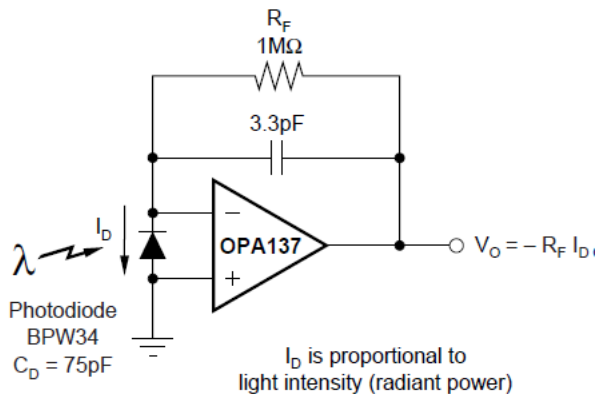 R_F
1MΩ
3.3pF
I_D
−
OPA137
+
λ
V_O = – R_F I_D
Photodiode
BPW34
C_D = 75pF
I_D is proportional to
light intensity (radiant power)